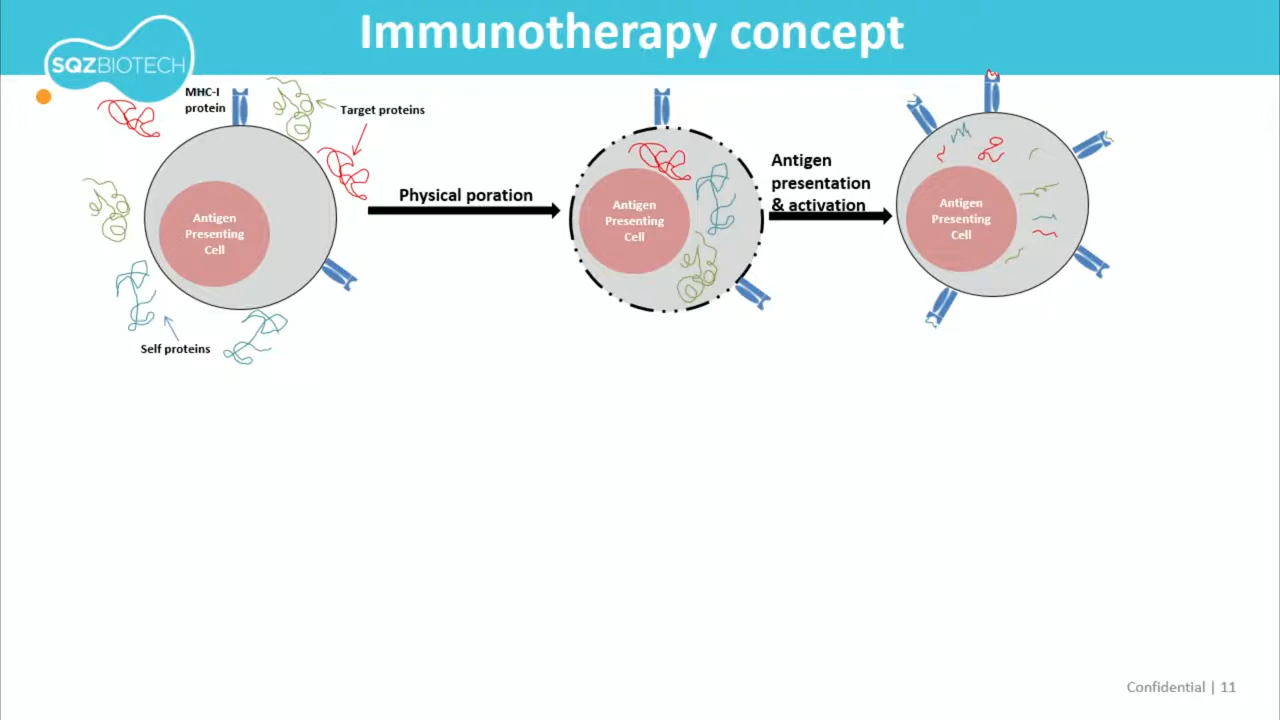 Immunotherapy concept
SQZBIOTECH
MHC-I
protein
Target proteins
Antigen
Presenting
Cell
Self proteins
Physical poration
Antigen
Presenting
Cell
Antigen
presentation
& activation
Antigen
Presenting
Cell
Confidential | 11